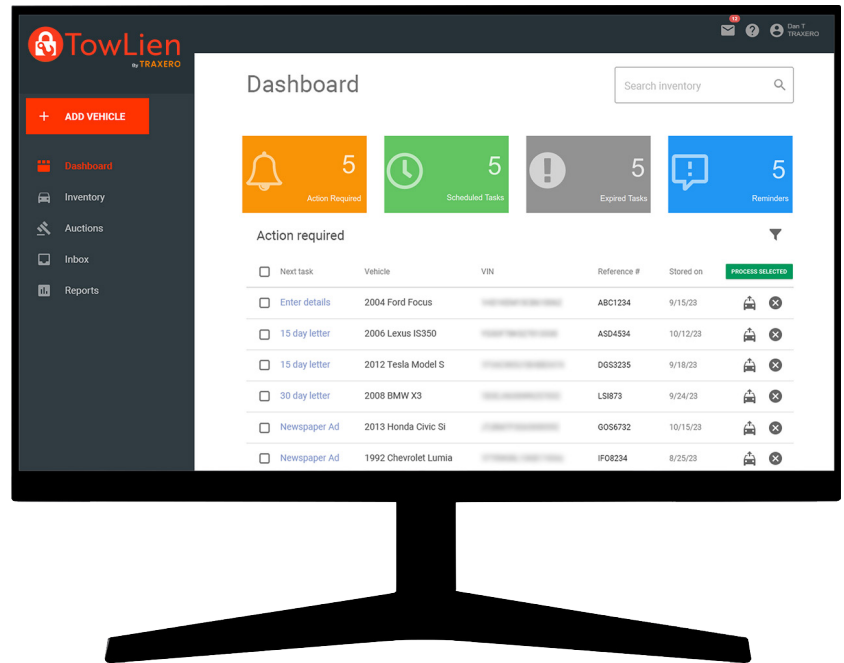 TowLien
By TRAXERO
12
Dan T
TRAXERO
+ ADD VEHICLE
Dashboard
Inventory
Auctions
Inbox
Reports
Dashboard
Search inventory
5
Action Required
5
Scheduled Tasks
5
Expired Tasks
5
Reminders
Action required
Next task Vehicle VIN Reference # Stored on PROCESS SELECTED
Enter details 2004 Ford Focus ABC1234 9/15/23
15 day letter 2006 Lexus IS350 ASD4534 10/12/23
15 day letter 2012 Tesla Model S DGS3235 9/18/23
30 day letter 2008 BMW X3 LSI873 9/24/23
Newspaper Ad 2013 Honda Civic Si GOS6732 10/15/23
Newspaper Ad 1992 Chevrolet Lumia IFO8234 8/25/23